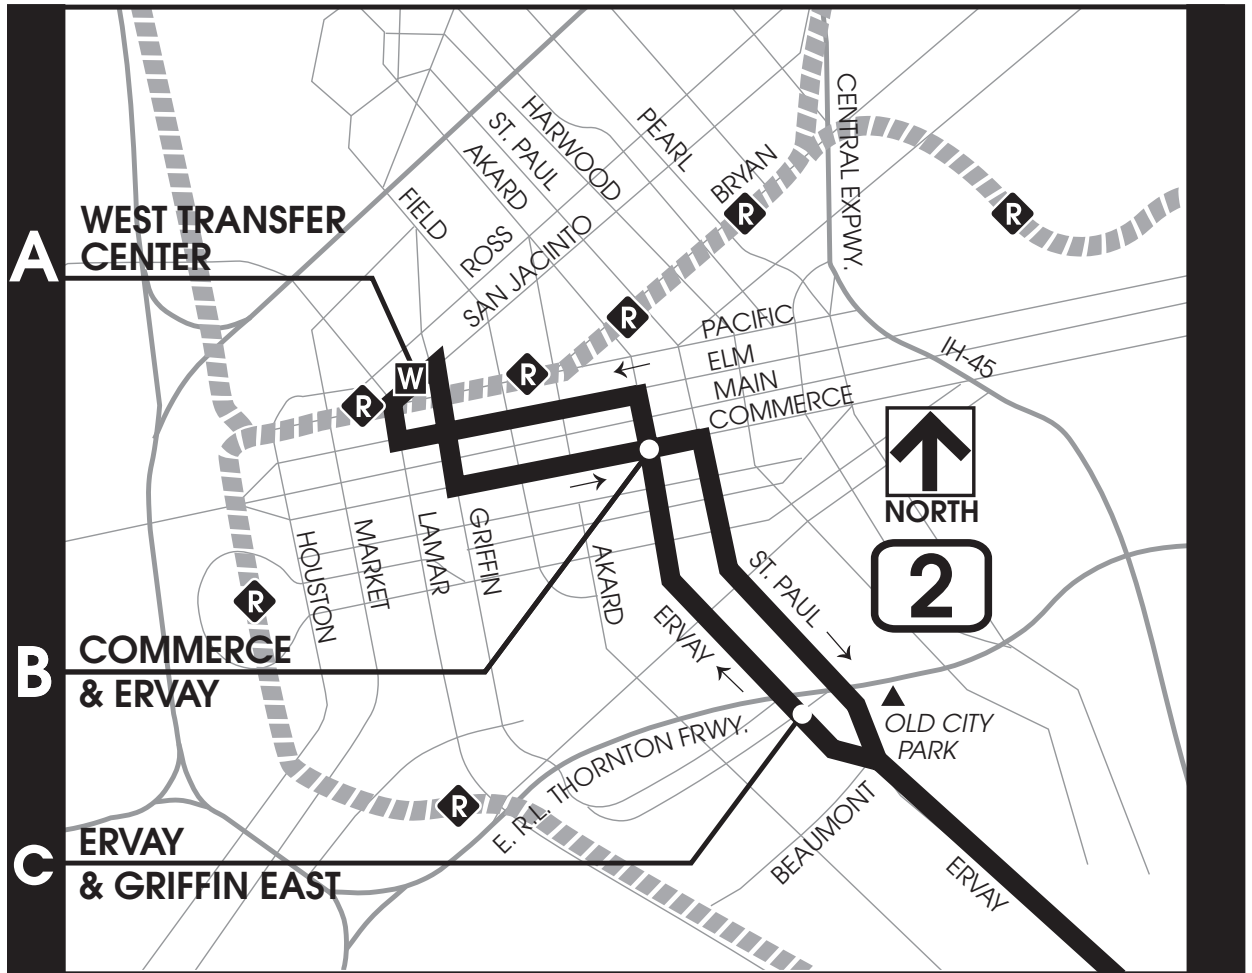 HARWOOD
ST. PAUL
AKARD
PEARL
BRYAN
CENTRAL EXPWY.
FIELD
ROSS
SAN JACINTO
R
R
A
WEST TRANSFER
CENTER
R
PACIFIC
ELM
MAIN
COMMERCE
IH-45
W
R
R
NORTH
2
HOUSTON
MARKET
LAMAR
GRIFFIN
AKARD
ST. PAUL
ERVAY
R
B
COMMERCE
& ERVAY
OLD CITY
PARK
E. R.L. THORNTON FRWY.
R
BEAUMONT
ERVAY
C
ERVAY
& GRIFFIN EAST